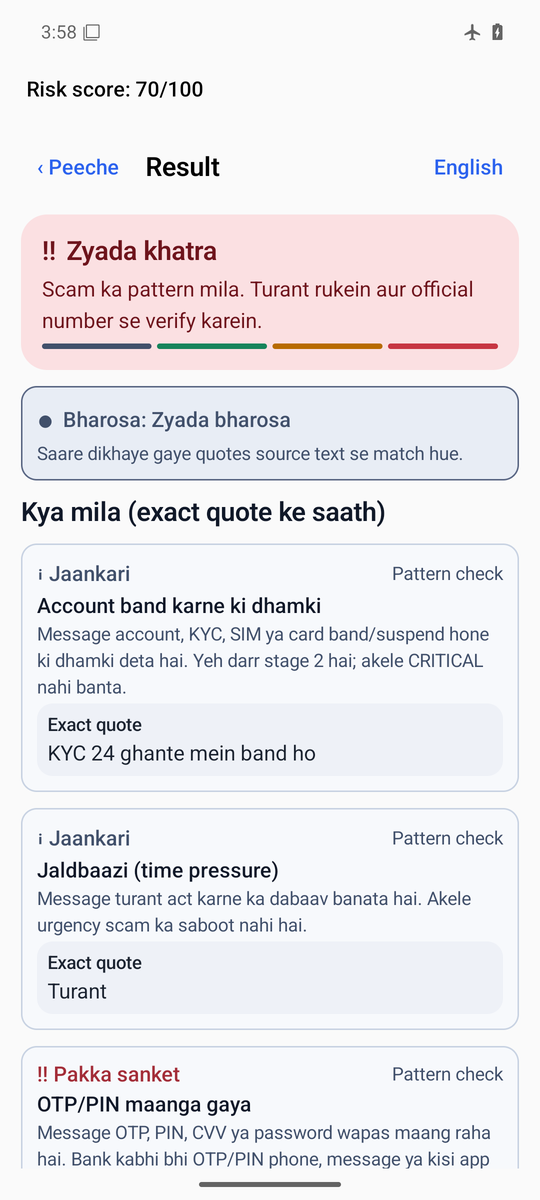 3:58
Risk score: 70/100
‹ Peeche Result English
!! Zyada khatra
Scam ka pattern mila. Turant rukein aur official
number se verify karein.
Bharosa: Zyada bharosa
Saare dikhaye gaye quotes source text se match hue.
Kya mila (exact quote ke saath)
i Jaankari Pattern check
Account band karne ki dhamki
Message account, KYC, SIM ya card band/suspend hone
ki dhamki deta hai. Yeh darr stage 2 hai; akele CRITICAL
nahi banta.
Exact quote
KYC 24 ghante mein band ho
i Jaankari Pattern check
Jaldbaazi (time pressure)
Message turant act karne ka dabaav banata hai. Akele
urgency scam ka saboot nahi hai.
Exact quote
Turant
!! Pakka sanket Pattern check
OTP/PIN maanga gaya
Message OTP, PIN, CVV ya password wapas maang raha
hai. Bank kabhi bhi OTP/PIN phone, message ya kisi app